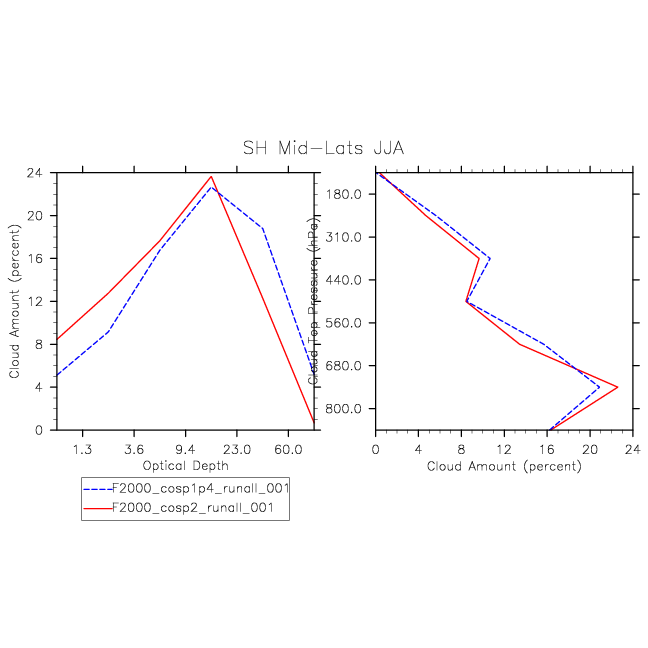 SH Mid-Lats JJA
Cloud Amount (percent)
24
20
16
12
8
4
0
1.3 3.6 9.4 23.0 60.0
Optical Depth
Cloud Top Pressure (hPa)
180.0
310.0
440.0
560.0
680.0
800.0
0 4 8 12 16 20 24
Cloud Amount (percent)
F2000_cosp1p4_runall_001
F2000_cosp2_runall_001